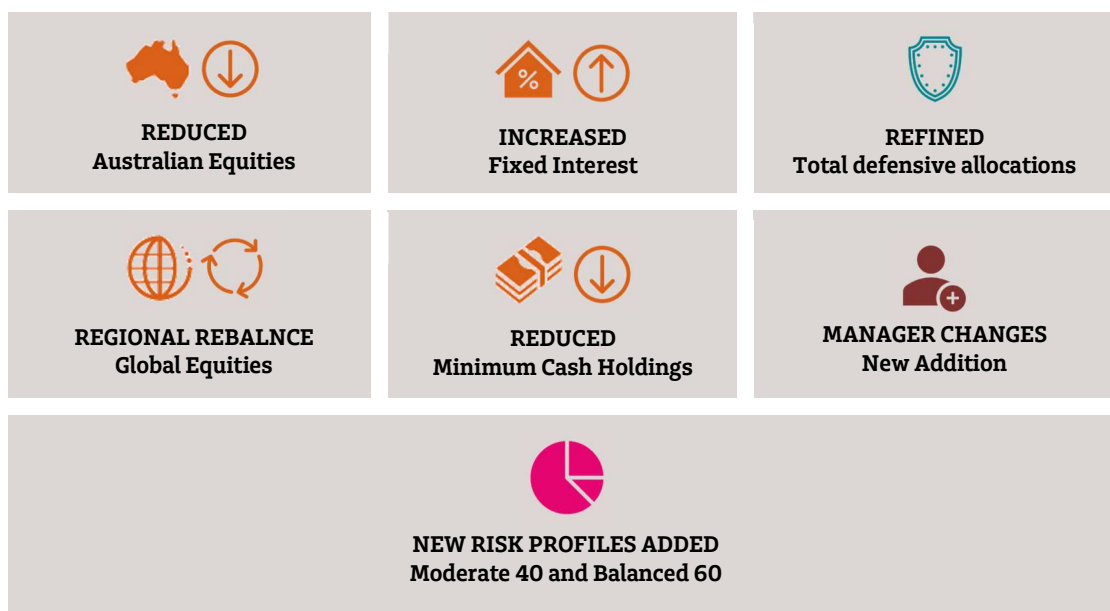 REDUCED
Australian Equities
%
INCREASED
Fixed Interest
REFINED
Total defensive allocations
REGIONAL REBALNCE
Global Equities
REDUCED
Minimum Cash Holdings
MANAGER CHANGES
New Addition
NEW RISK PROFILES ADDED
Moderate 40 and Balanced 60